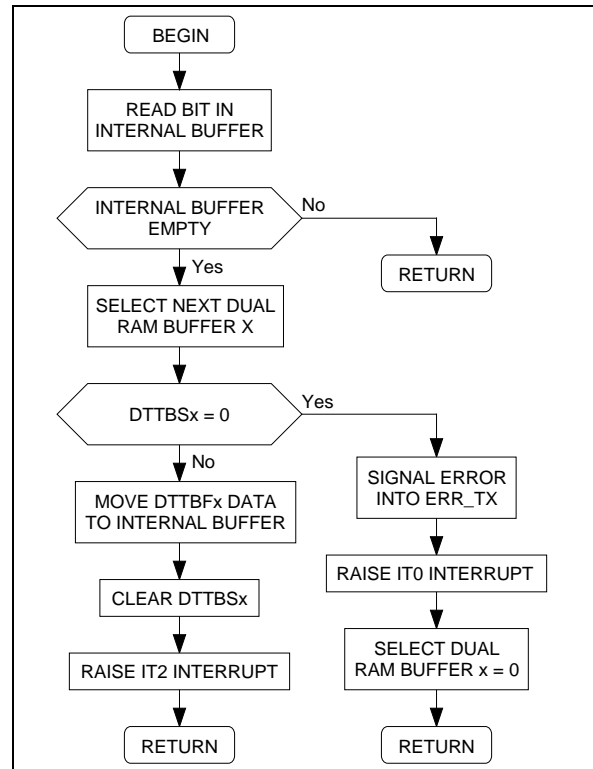 BEGIN
READ BIT IN
INTERNAL BUFFER
INTERNAL BUFFER
EMPTY
No
RETURN
Yes
SELECT NEXT DUAL
RAM BUFFER X
DTTBSx = 0
Yes
No
SIGNAL ERROR
INTO ERR_TX
MOVE DTTBFx DATA
TO INTERNAL BUFFER
RAISE IT0 INTERRUPT
CLEAR DTTBSx
SELECT DUAL
RAM BUFFER x = 0
RAISE IT2 INTERRUPT
RETURN
RETURN